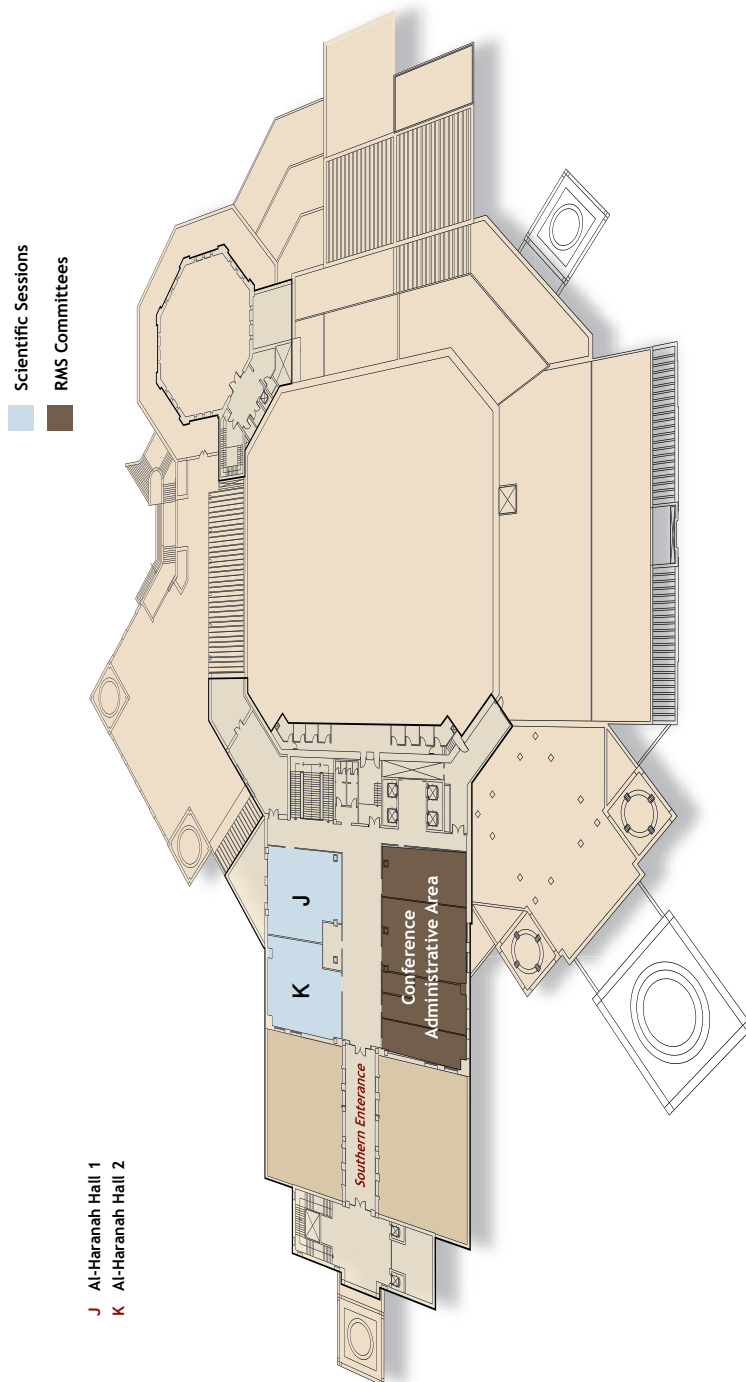 Scientific Sessions
RMS Committees
J Al-Haranah Hall 1
K Al-Haranah Hall 2
J
K
Conference
Administrative Area
Southern Enterance